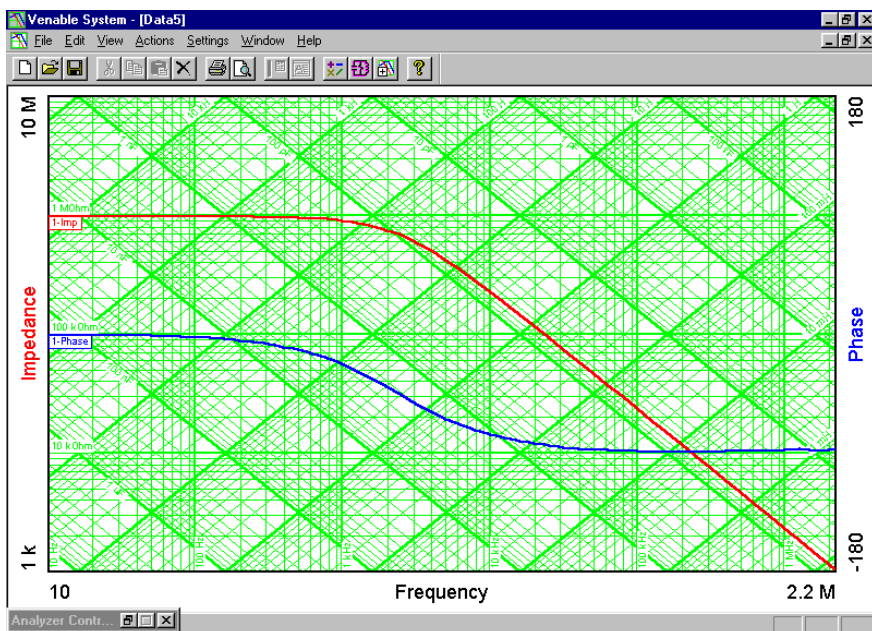 Venable System - [Data5]
File Edit View Actions Settings Window Help
10 M
180
1 MOhm
1-Imp
100 kOhm
1-Phase
10 kOhm
Impedance
Phase
100 Hz
1 kHz
10 kHz
100 kHz
1 MHz
1 k
-180
10
Frequency
2.2 M
Analyzer Contr...